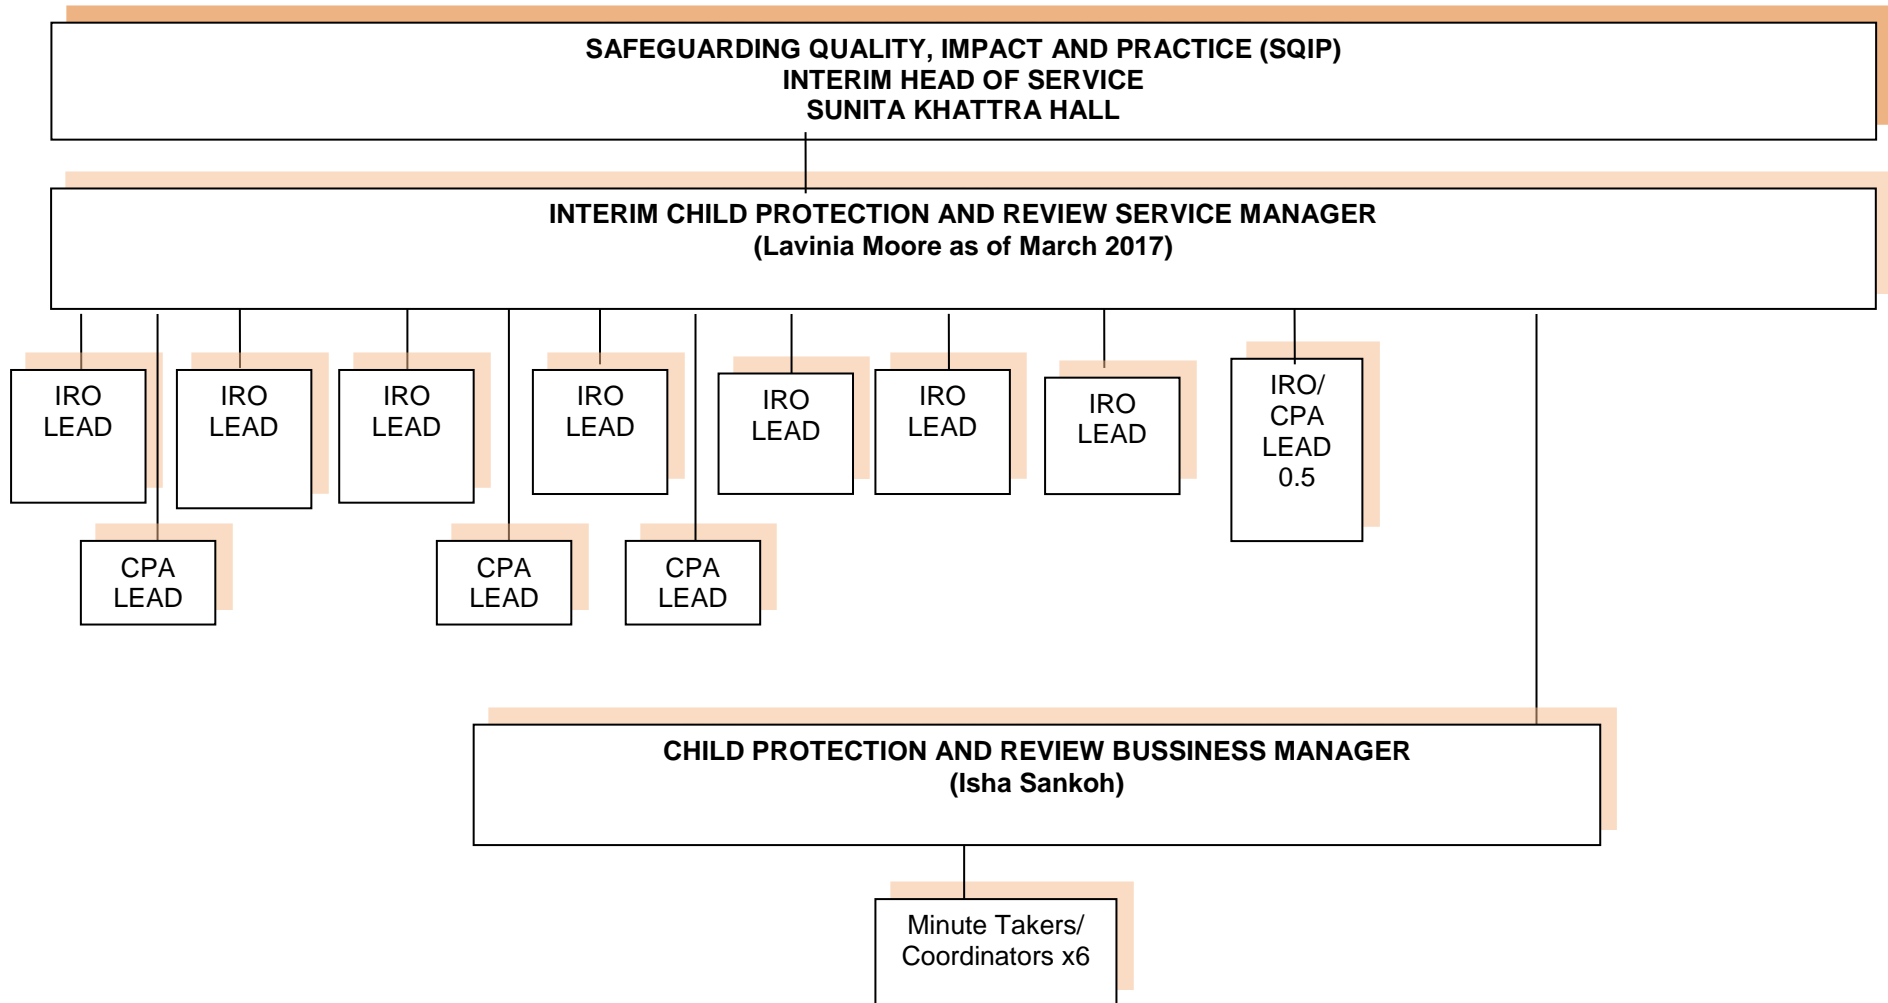 SAFEGUARDING QUALITY, IMPACT AND PRACTICE (SQIP)
INTERIM HEAD OF SERVICE
SUNITA KHATTRA HALL
INTERIM CHILD PROTECTION AND REVIEW SERVICE MANAGER
(Lavinia Moore as of March 2017)
IRO
LEAD
IRO
LEAD
IRO
LEAD
IRO
LEAD
IRO
LEAD
IRO
LEAD
IRO
LEAD
IRO/
CPA
LEAD
0.5
CPA
LEAD
CPA
LEAD
CPA
LEAD
CHILD PROTECTION AND REVIEW BUSSINESS MANAGER
(Isha Sankoh)
Minute Takers/
Coordinators x6